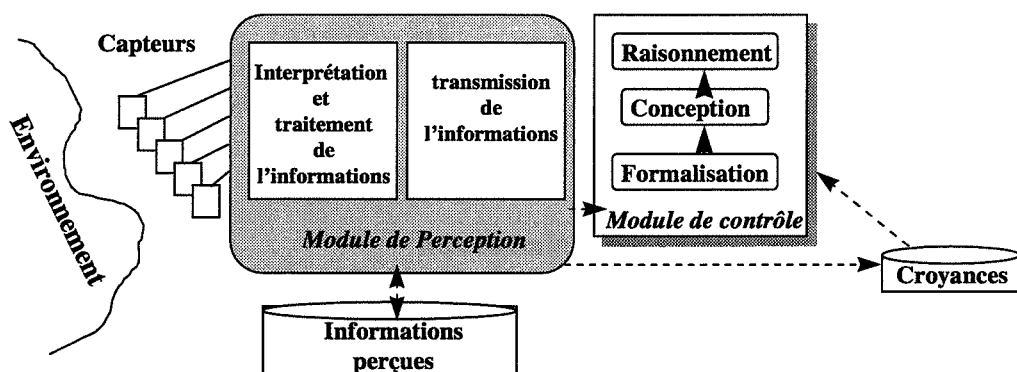 Environnement
Capteurs
Interprétation
et
traitement
de
l'informations
transmission
de
l'informations
Module de Perception
Raisonnement
Conception
Formalisation
Module de contrôle
Croyances
Informations
perçues